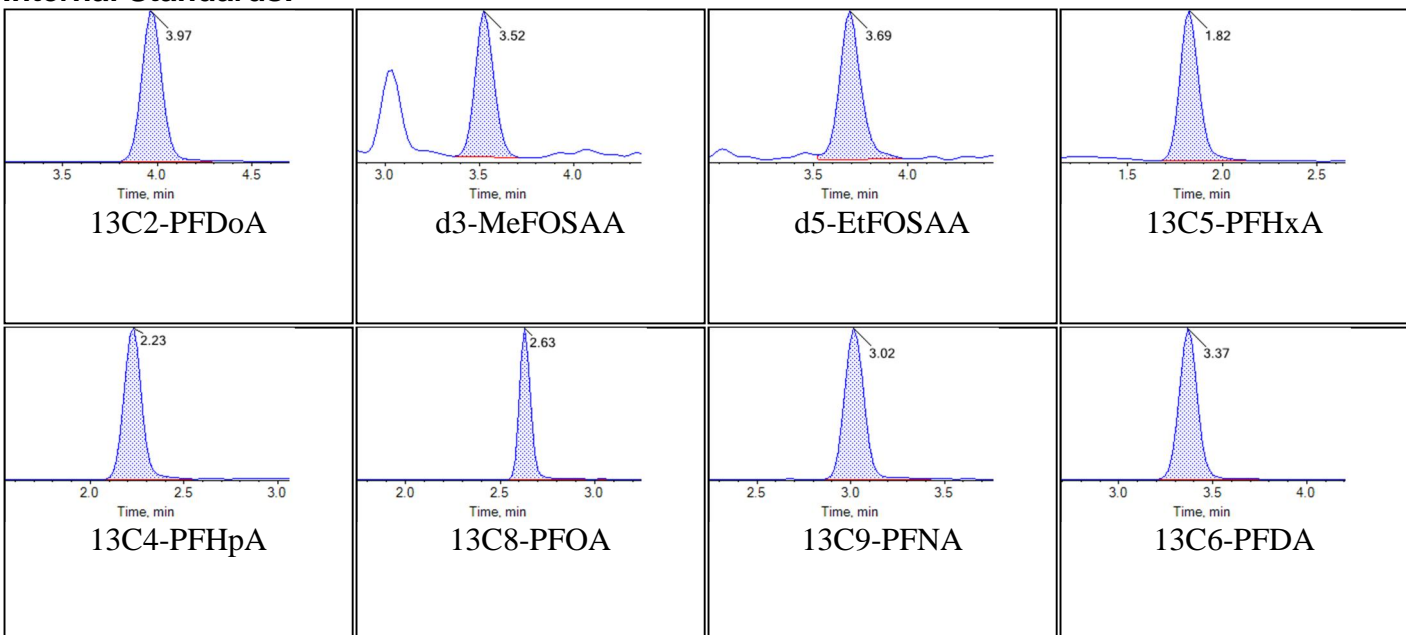 Internal Standards:
3.97
3.5 4.0 4.5
Time, min
13C2-PFDoA
3.52
3.0 3.5 4.0
Time, min
d3-MeFOSAA
3.69
3.5 4.0
Time, min
d5-EtFOSAA
1.82
1.5 2.0 2.5
Time, min
13C5-PFHxA
2.23
2.0 2.5 3.0
Time, min
13C4-PFHpA
2.63
2.0 2.5 3.0
Time, min
13C8-PFOA
3.02
2.5 3.0 3.5
Time, min
13C9-PFNA
3.37
3.0 3.5 4.0
Time, min
13C6-PFDA